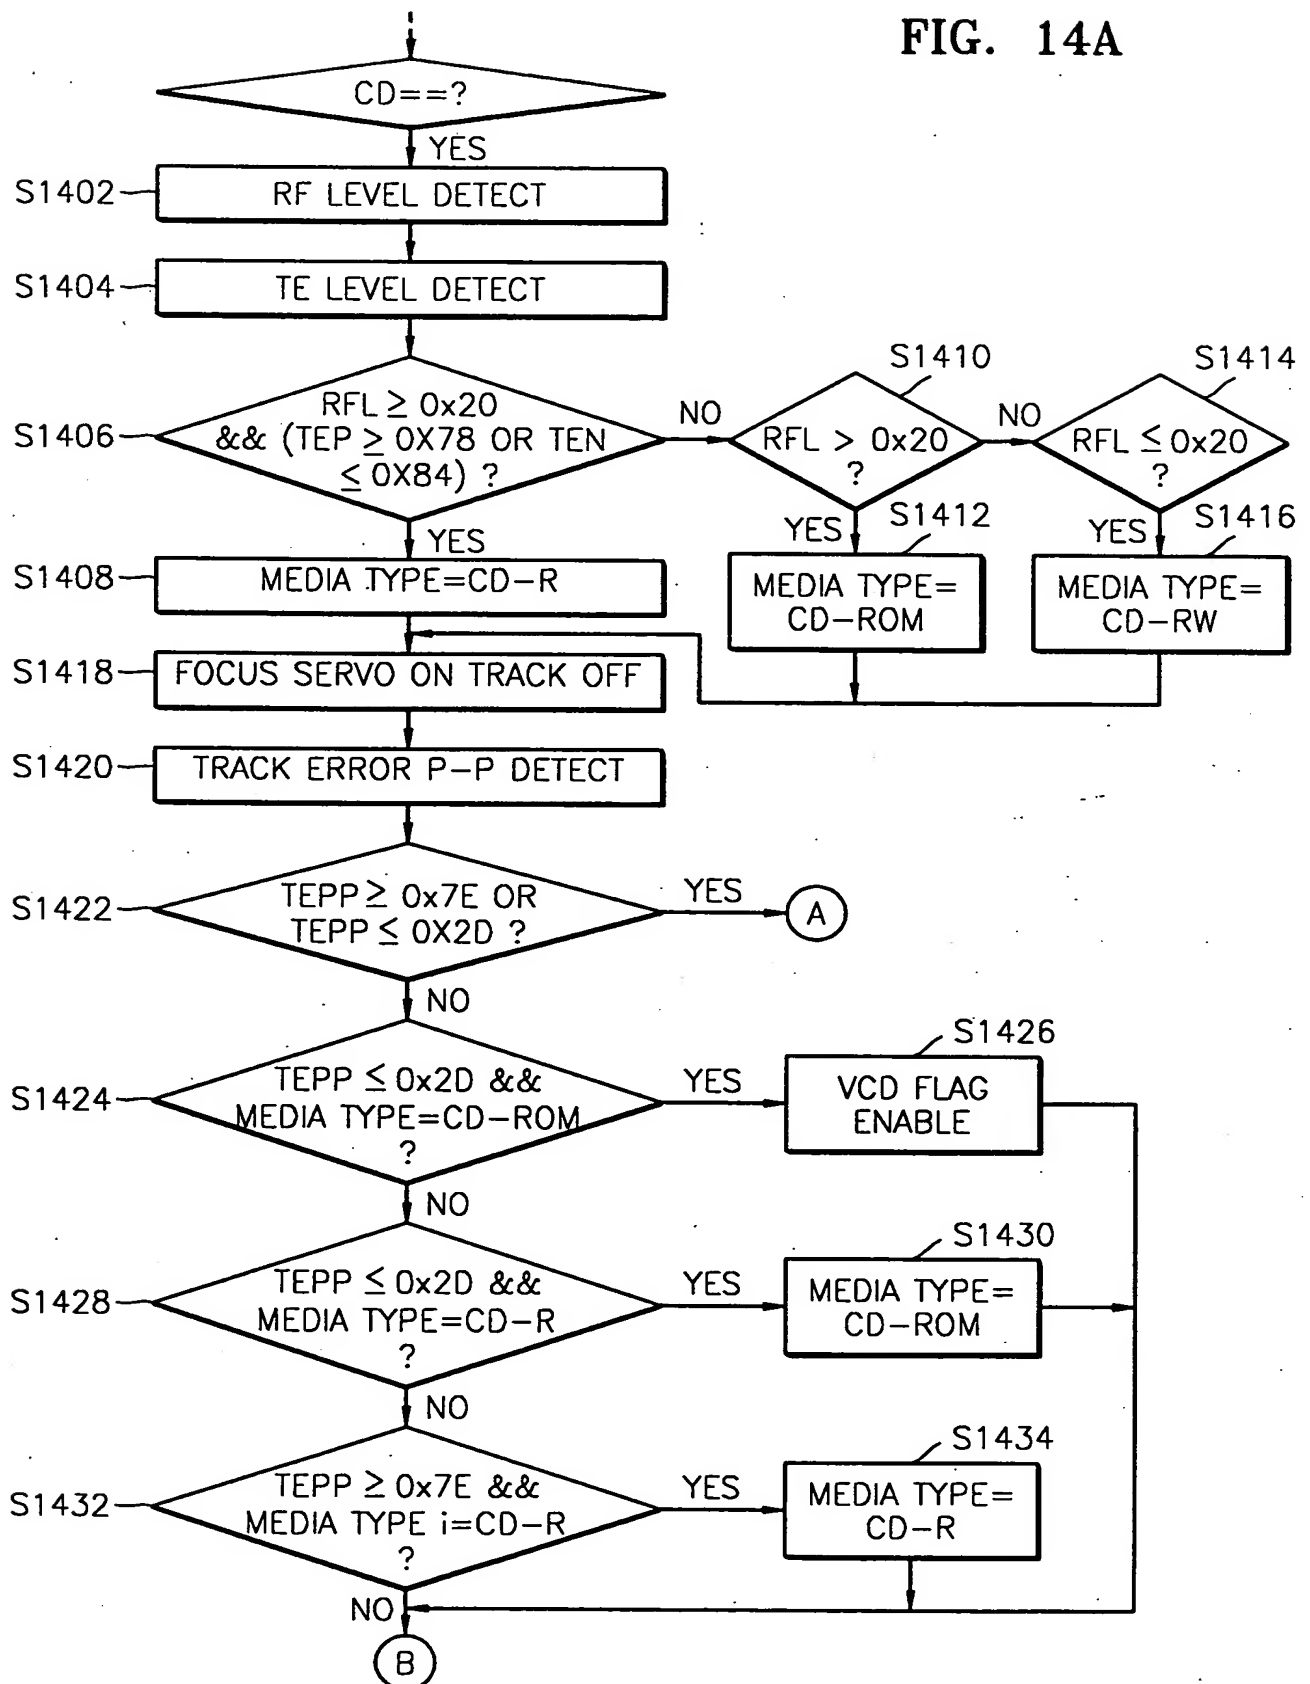 FIG. 14A
CD==?
YES
S1402
RF LEVEL DETECT
S1404
TE LEVEL DETECT
S1406
RFL ≥ 0x20
&& (TEP ≥ 0X78 OR TEN
≤ 0X84) ?
NO
S1410
RFL > 0x20
?
NO
S1414
RFL ≤ 0x20
?
YES
S1408
MEDIA TYPE=CD-R
YES
S1412
MEDIA TYPE=
CD-ROM
YES
S1416
MEDIA TYPE=
CD-RW
S1418
FOCUS SERVO ON TRACK OFF
S1420
TRACK ERROR P-P DETECT
S1422
TEPP ≥ 0x7E OR
TEPP ≤ 0X2D ?
YES
A
NO
S1424
TEPP ≤ 0x2D &&
MEDIA TYPE=CD-ROM
?
YES
S1426
VCD FLAG
ENABLE
NO
S1428
TEPP ≤ 0x2D &&
MEDIA TYPE=CD-R
?
YES
S1430
MEDIA TYPE=
CD-ROM
NO
S1432
TEPP ≥ 0x7E &&
MEDIA TYPE i=CD-R
?
YES
S1434
MEDIA TYPE=
CD-R
NO
B